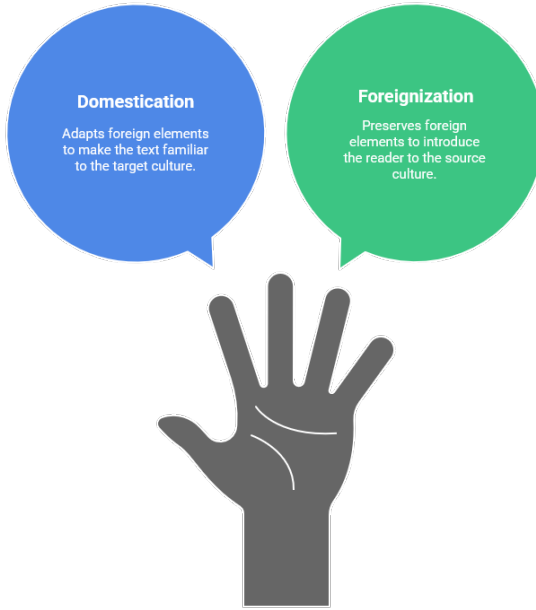 Domestication
Adapts foreign elements
to make the text familiar
to the target culture.
Foreignization
Preserves foreign
elements to introduce
the reader to the source
culture.